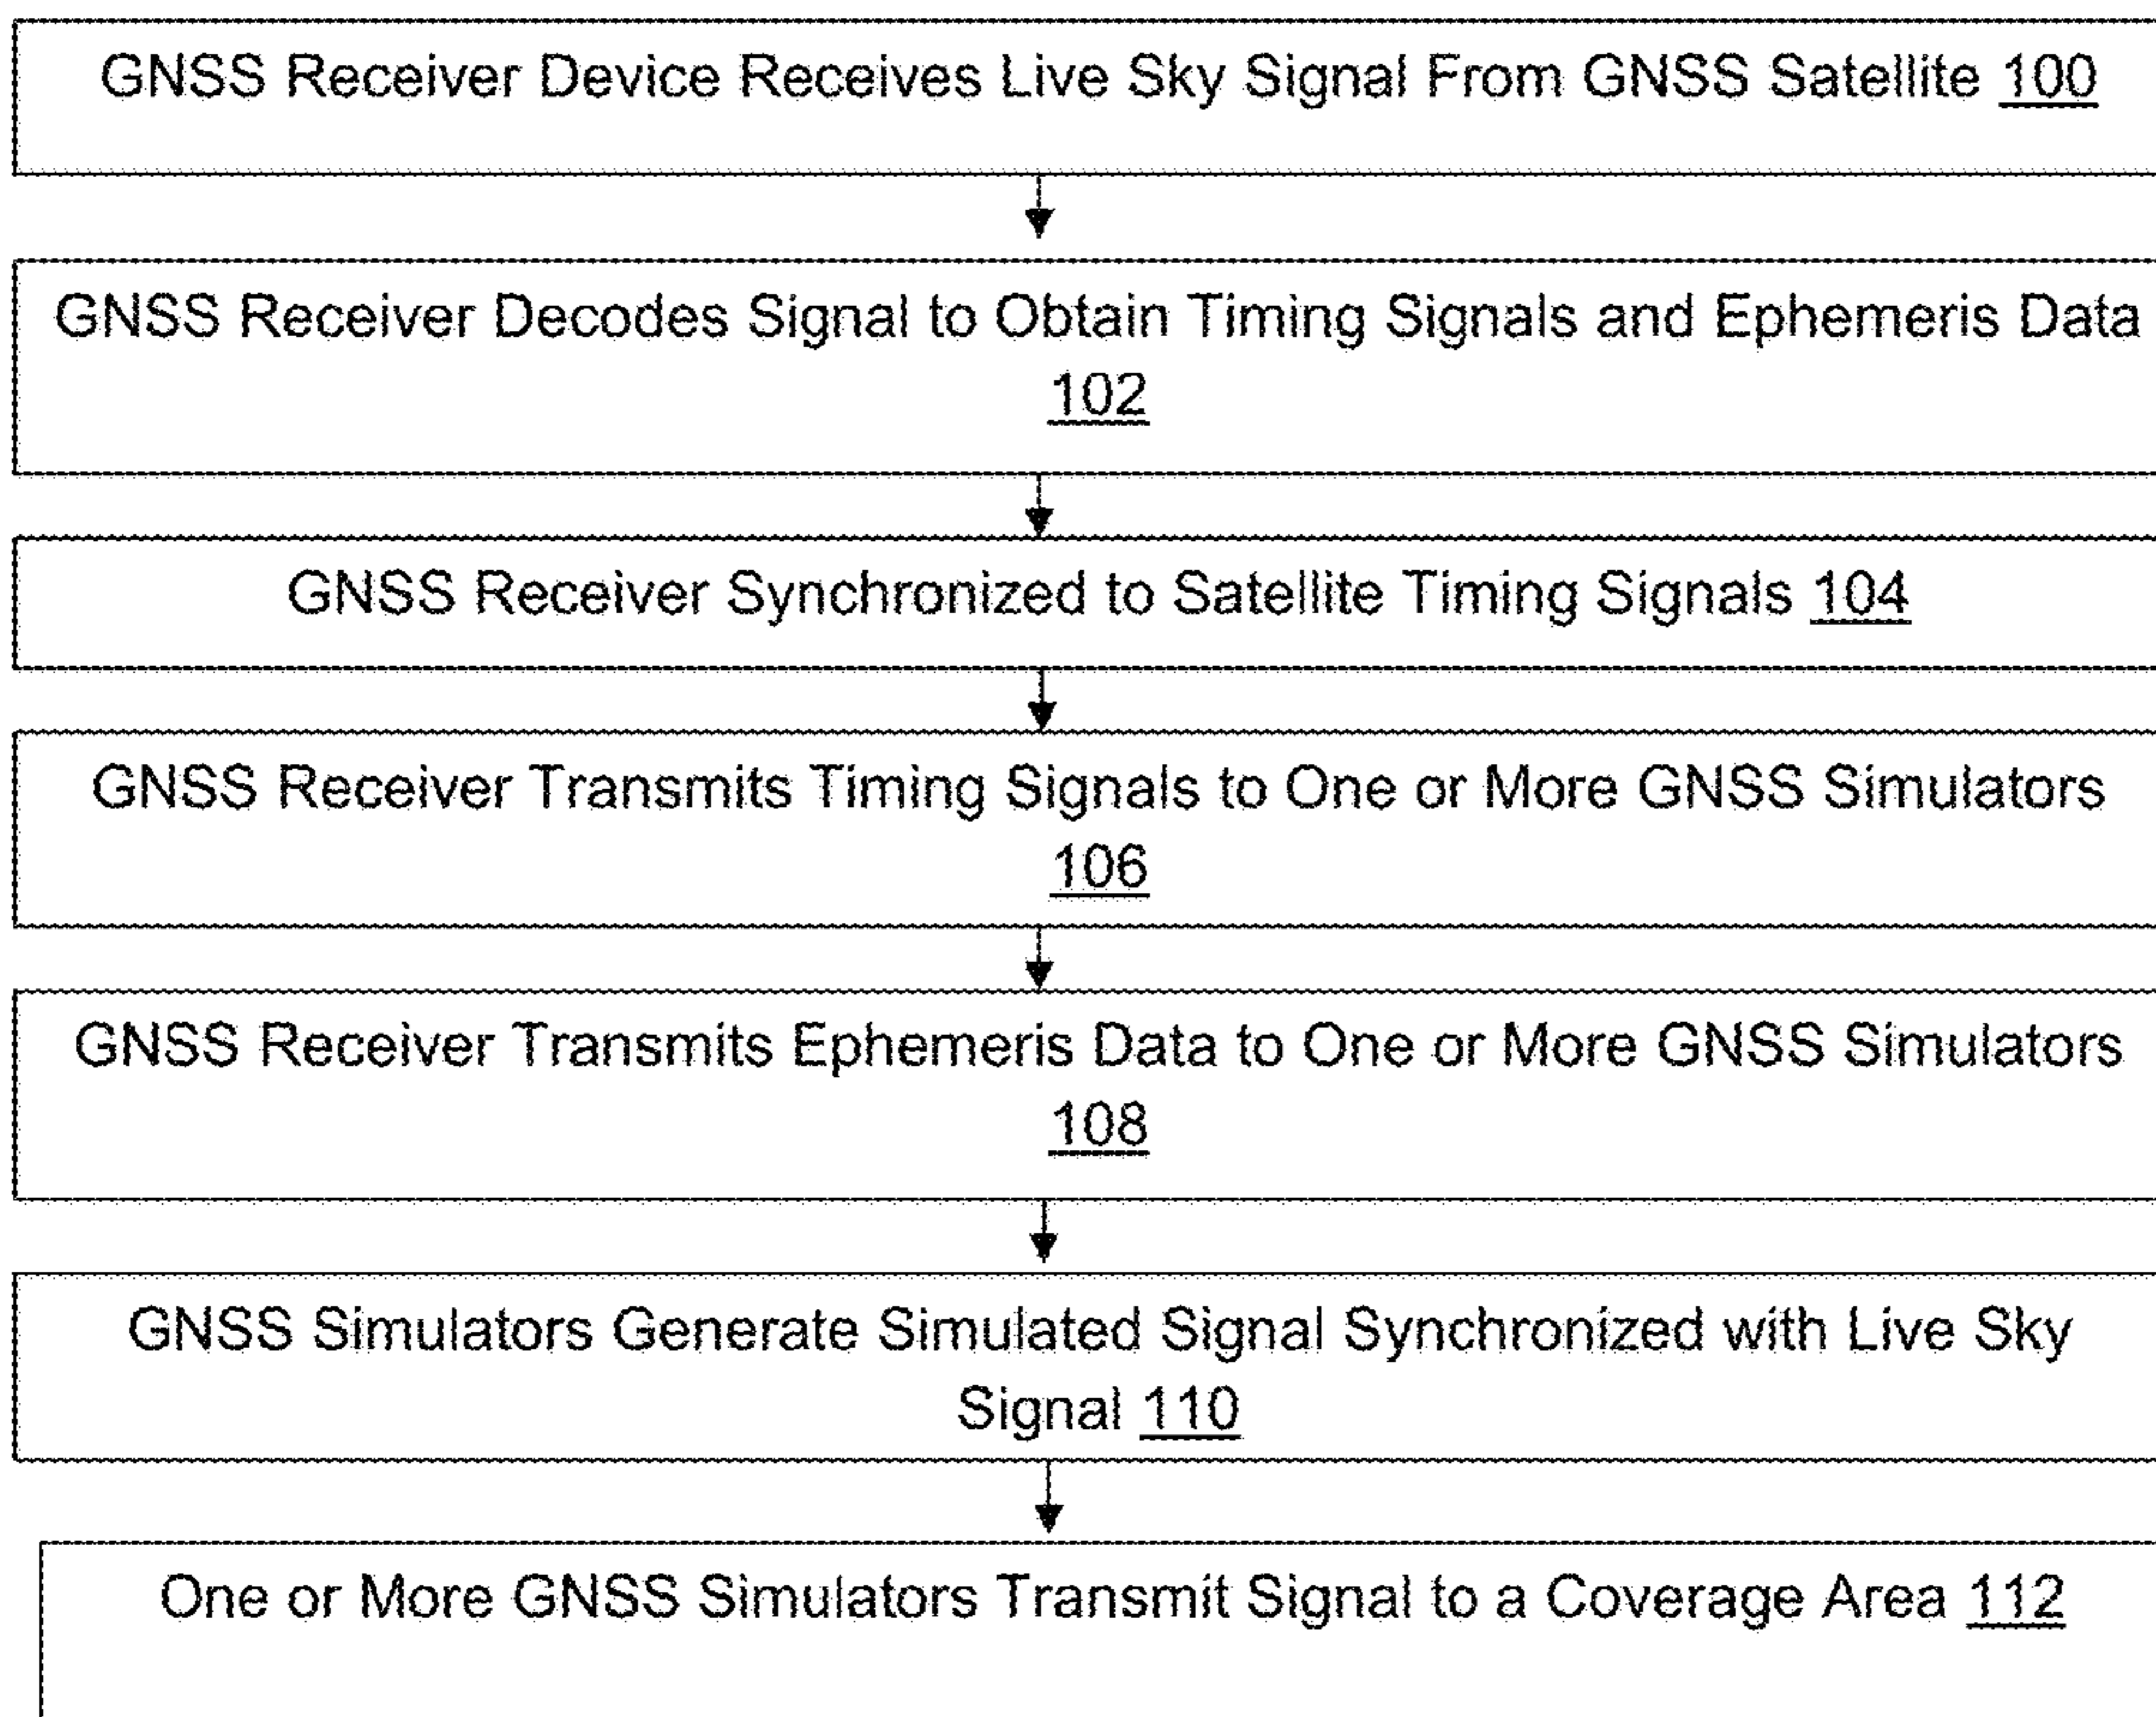 GNSS Receiver Device Receives Live Sky Signal From GNSS Satellite 100
GNSS Receiver Decodes Signal to Obtain Timing Signals and Ephemeris Data
102
GNSS Receiver Synchronized to Satellite Timing Signals 104
GNSS Receiver Transmits Timing Signals to One or More GNSS Simulators
106
GNSS Receiver Transmits Ephemeris Data to One or More GNSS Simulators
108
GNSS Simulators Generate Simulated Signal Synchronized with Live Sky
Signal 110
One or More GNSS Simulators Transmit Signal to a Coverage Area 112